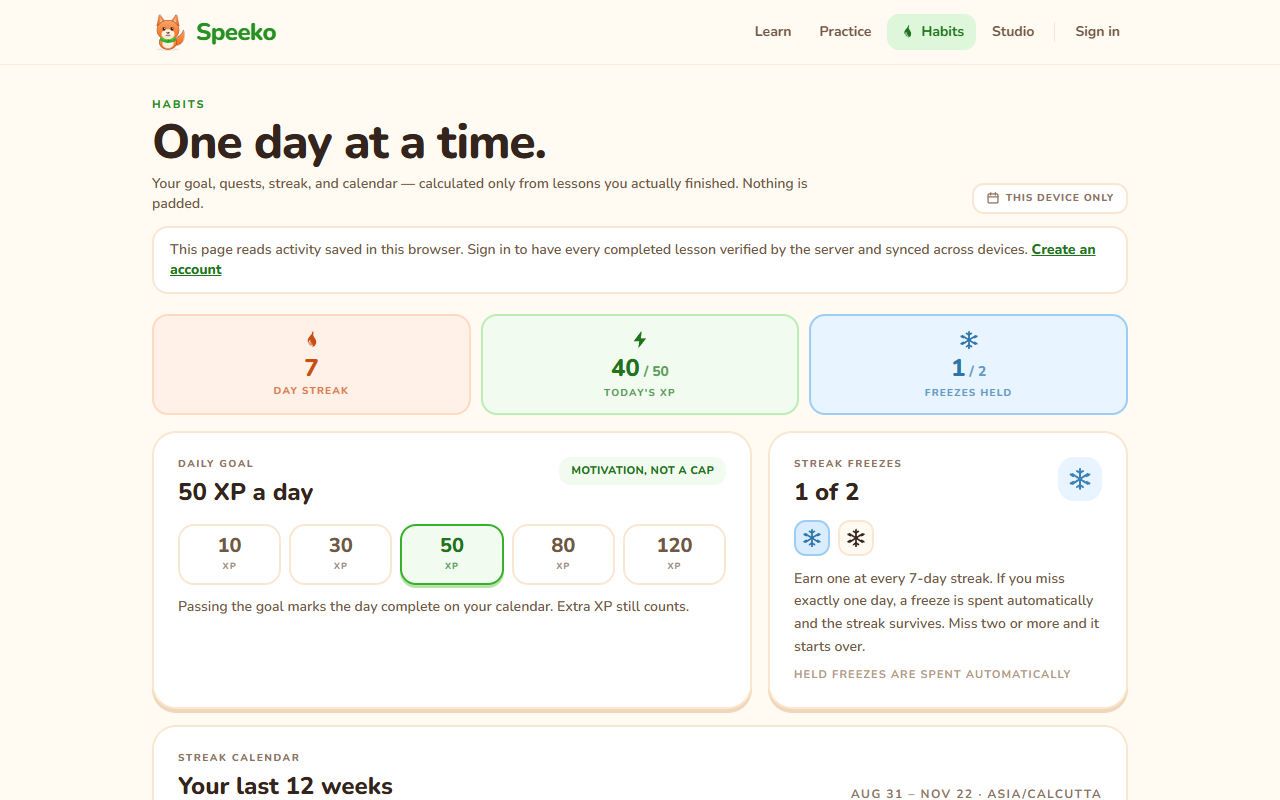 Speeko
Learn
Practice
Habits
Studio
Sign in
HABITS
One day at a time.
Your goal, quests, streak, and calendar — calculated only from lessons you actually finished. Nothing is
padded.
THIS DEVICE ONLY
This page reads activity saved in this browser. Sign in to have every completed lesson verified by the server and synced across devices. Create an
account
7
DAY STREAK
40 / 50
TODAY'S XP
1 / 2
FREEZES HELD
DAILY GOAL
50 XP a day
MOTIVATION, NOT A CAP
10
XP
30
XP
50
XP
80
XP
120
XP
Passing the goal marks the day complete on your calendar. Extra XP still counts.
STREAK FREEZES
1 of 2
Earn one at every 7-day streak. If you miss
exactly one day, a freeze is spent automatically
and the streak survives. Miss two or more and it
starts over.
HELD FREEZES ARE SPENT AUTOMATICALLY
STREAK CALENDAR
Your last 12 weeks
AUG 31 – NOV 22 · ASIA/CALCUTTA